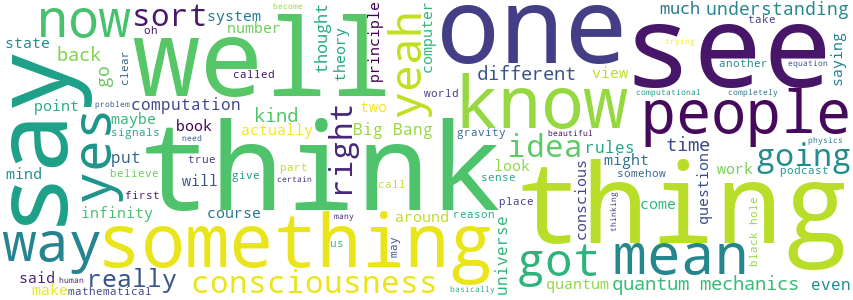 now
sort
system
oh
become
number
thought
theory
principle
computer
yeah
one
see
much
understanding
take
trying
another
equation
saying
state
back
go
clear
well
called
different
view
computational
completely
say
point
problem
computation
kind
two
know
world
gravity
beautiful
people
physics
yes
maybe
signals
book
actually
Big Bang
idea
rules
time
going
mind
put
need
think
right
look
conscious
might
somehow
question
work
podcast
believe
true
will
give
part
certain
call
sense
thing
infinity
first
course
many
us
may
around
reason
place
universe
come
thinking
black hole
way
something
got
mean
said
human
really
consciousness
basically
quantum
quantum mechanics
even
make
mathematical